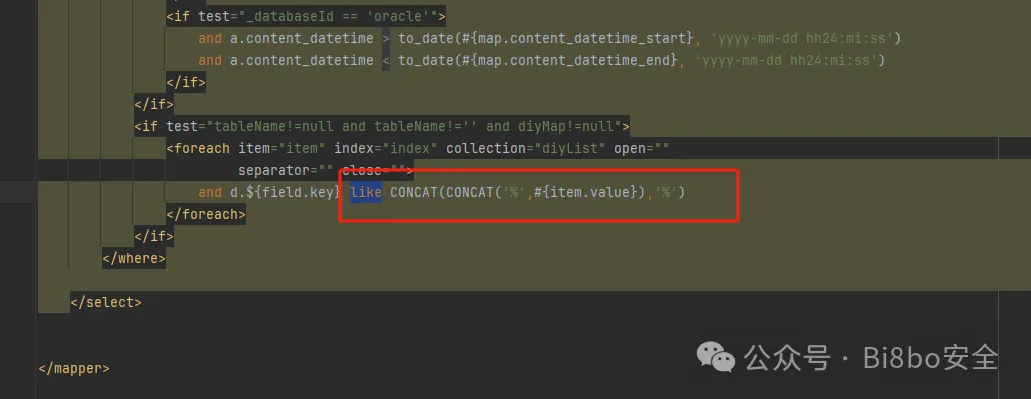 <if test="_databaseId == 'oracle'">
and a.content_datetime > to_date(#{map.content_datetime_start}, 'yyyy-mm-dd hh24:mi:ss')
and a.content_datetime < to_date(#{map.content_datetime_end}, 'yyyy-mm-dd hh24:mi:ss')
</if>
</if>
<if test="tableName!=null and tableName!='' and diyMap!=null">
<foreach item="item" index="index" collection="diyList" open=""
separator="" close="">
and d.${field.key} like CONCAT(CONCAT('%',#{item.value}),'%')
</foreach>
</if>
</where>
</select>
</mapper>
公众号 · Bi8bo安全